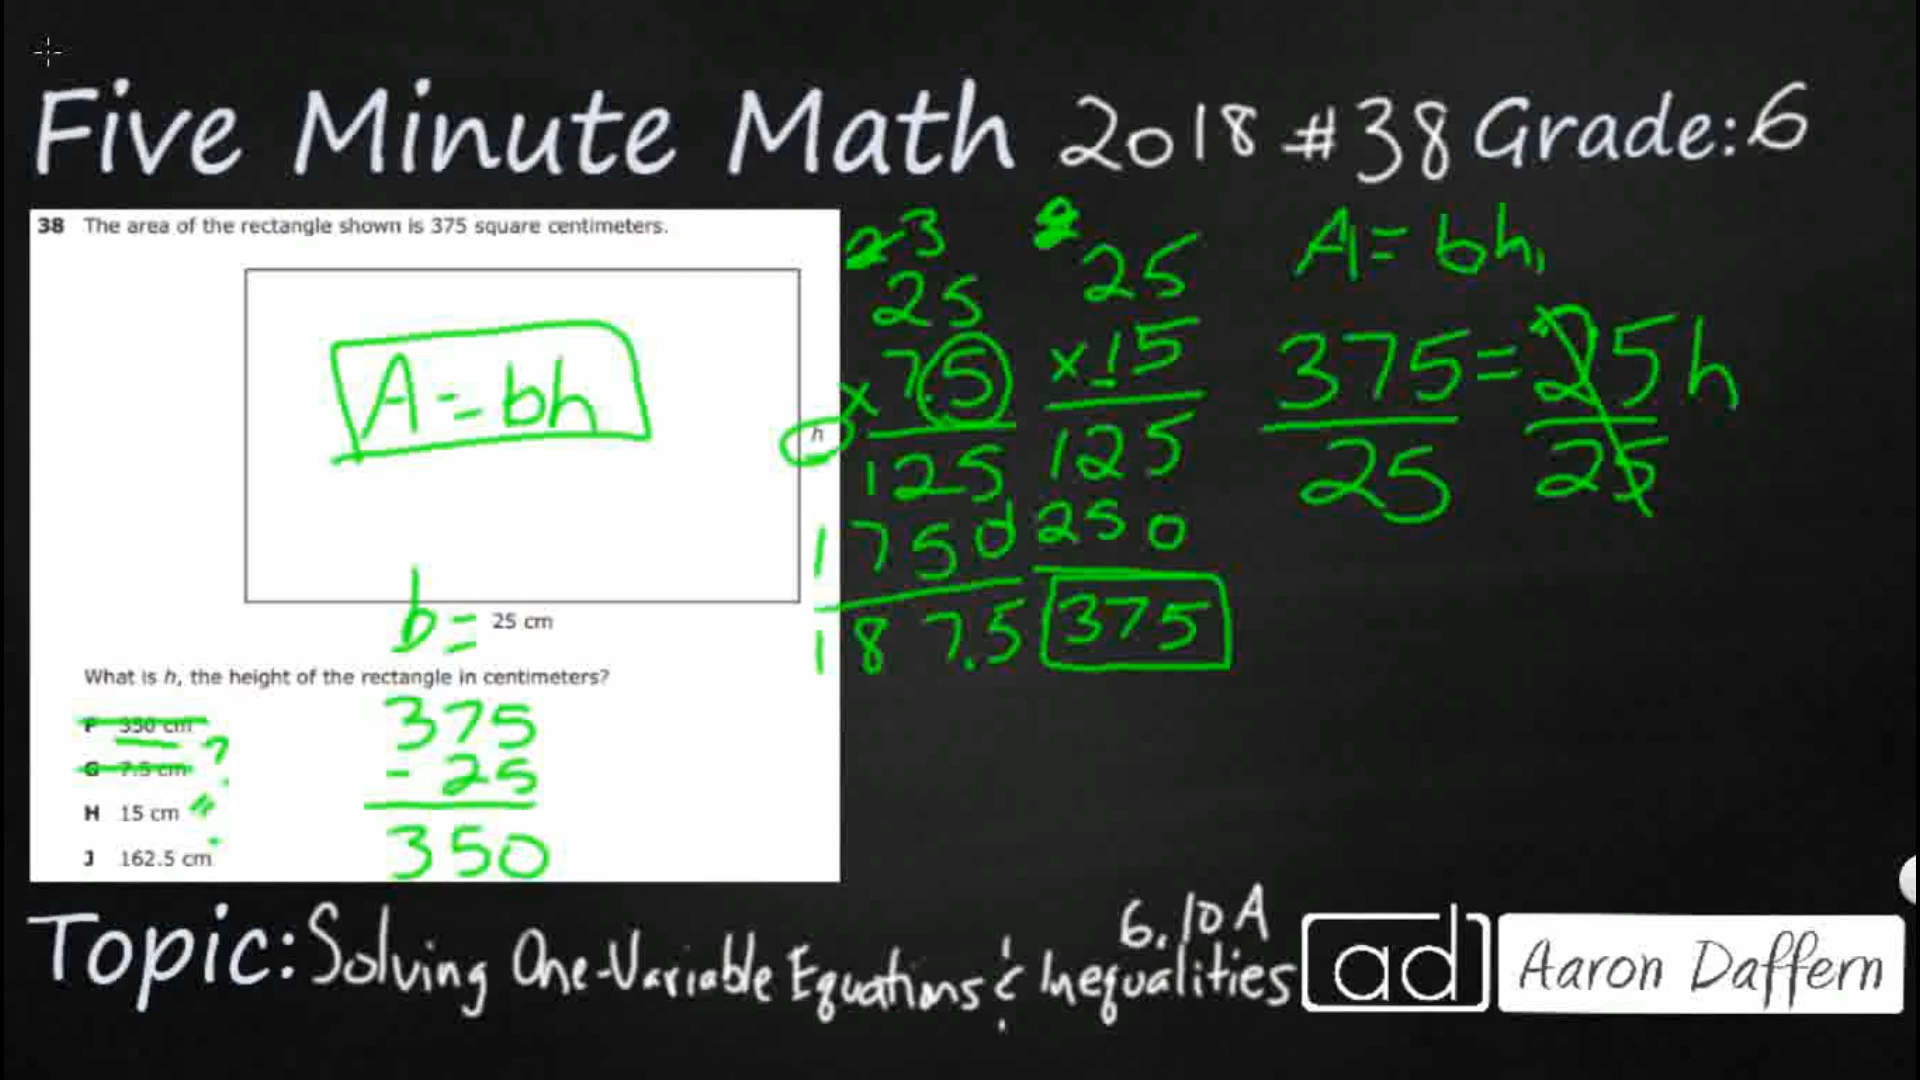 Five Minute Math 2018 #38 Grade: 6
38 The area of the rectangle shown is 375 square centimeters.
A = bh
h
b = 25 cm
What is h, the height of the rectangle in centimeters?
F 350 cm
G 7.5 cm ?
H 15 cm
J 162.5 cm
375
- 25
350
3
25
x 7.5
125
1750
187.5
2
25
x 15
125
250
375
A = bh
375 = 25h
25 25
Topic: Solving One-Variable Equations & Inequalities
6.10A
ad
Aaron Daffern